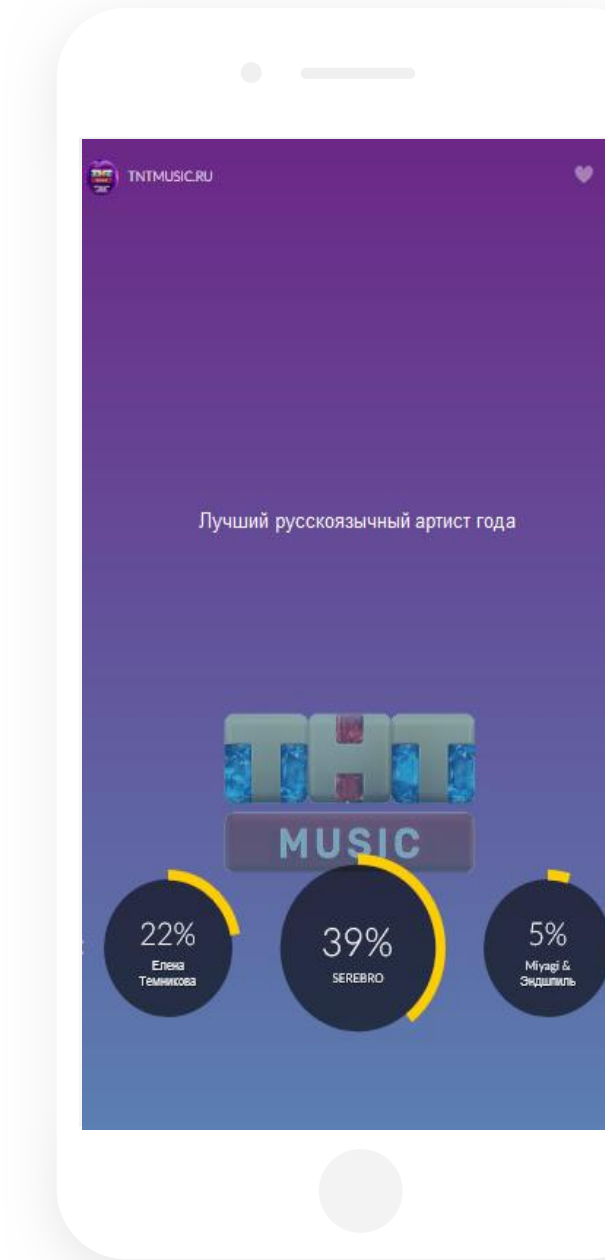 TNTMUSIC.RU
Лучший русскоязычный артист года
ТНТ
MUSIC
22%
Елена
Темникова
39%
SEREBRO
5%
Miyagi &
Эндшпиль